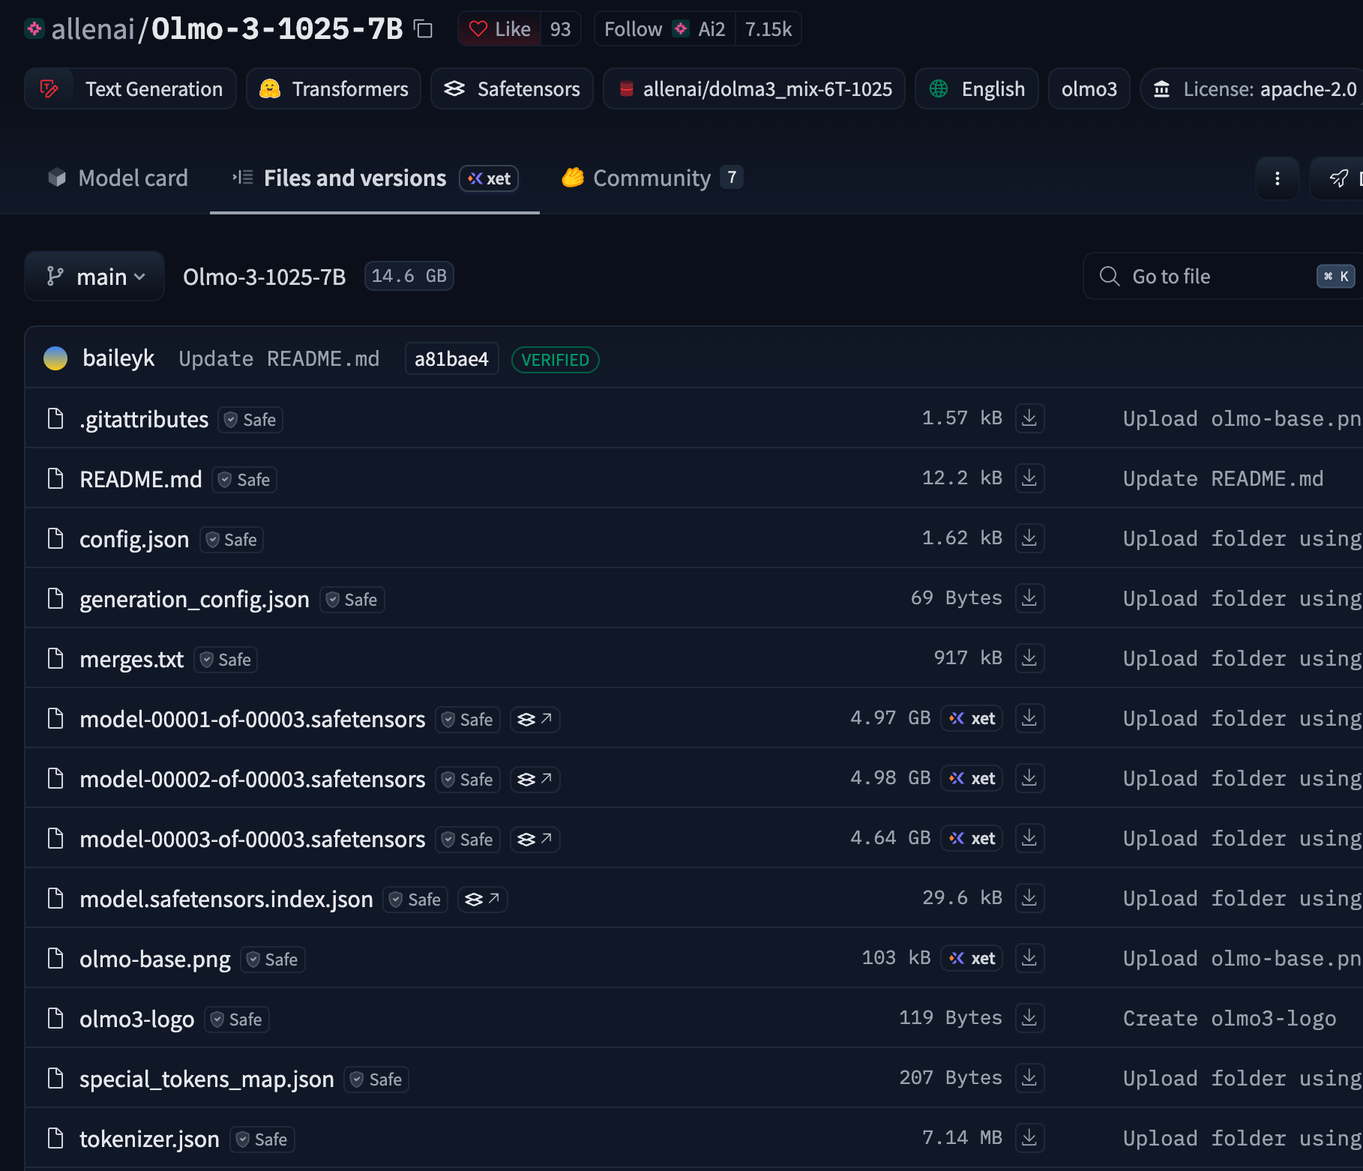 allenai/Olmo-3-1025-7B Like 93 Follow Ai2 7.15k
Text Generation Transformers Safetensors allenai/dolma3_mix-6T-1025 English olmo3 License: apache-2.0
Model card Files and versions xet Community 7
main Olmo-3-1025-7B 14.6 GB Go to file ⌘ K
baileyk Update README.md a81bae4 VERIFIED
.gitattributes Safe 1.57 kB Upload olmo-base.pn
README.md Safe 12.2 kB Update README.md
config.json Safe 1.62 kB Upload folder using
generation_config.json Safe 69 Bytes Upload folder using
merges.txt Safe 917 kB Upload folder using
model-00001-of-00003.safetensors Safe 4.97 GB xet Upload folder using
model-00002-of-00003.safetensors Safe 4.98 GB xet Upload folder using
model-00003-of-00003.safetensors Safe 4.64 GB xet Upload folder using
model.safetensors.index.json Safe 29.6 kB Upload folder using
olmo-base.png Safe 103 kB xet Upload olmo-base.pn
olmo3-logo Safe 119 Bytes Create olmo3-logo
special_tokens_map.json Safe 207 Bytes Upload folder using
tokenizer.json Safe 7.14 MB Upload folder using